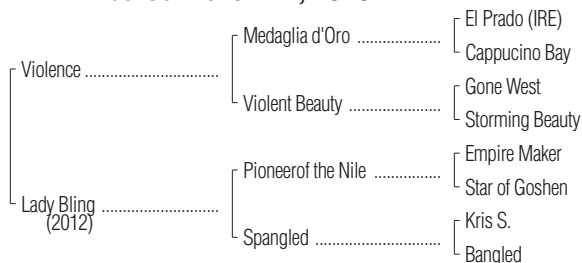 El Prado (IRE)
Medaglia d'Oro ......................
Cappucino Bay
Violence ................................
Gone West
Violent Beauty ......................
Storming Beauty
Empire Maker
Pioneerof the Nile ................
Star of Goshen
Lady Bling ............................
(2012)
Kris S.
Spangled ..............................
Bangled